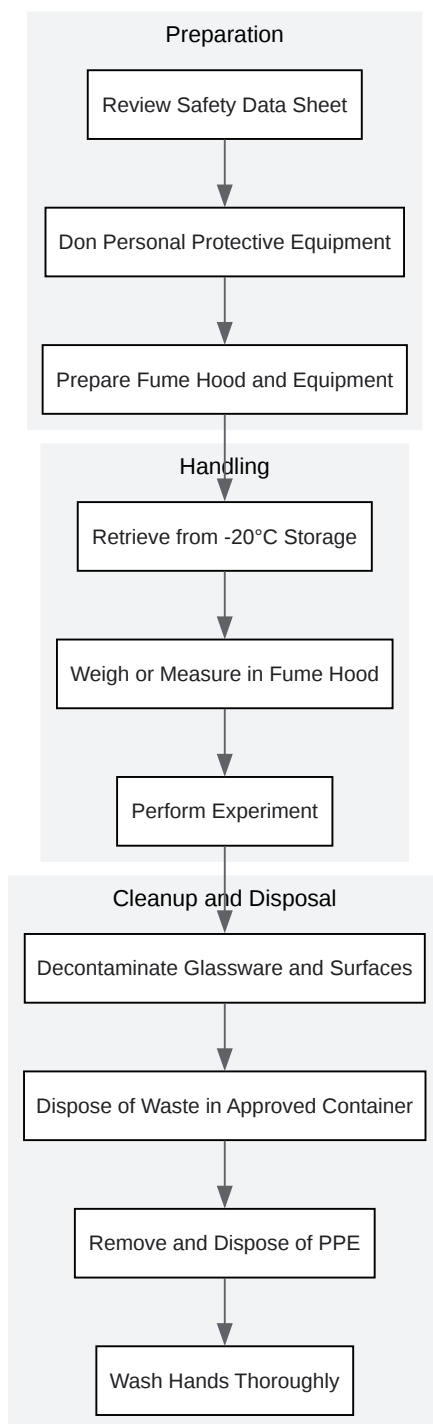 Preparation
Review Safety Data Sheet
Don Personal Protective Equipment
Prepare Fume Hood and Equipment
Handling
Retrieve from -20°C Storage
Weigh or Measure in Fume Hood
Perform Experiment
Cleanup and Disposal
Decontaminate Glassware and Surfaces
Dispose of Waste in Approved Container
Remove and Dispose of PPE
Wash Hands Thoroughly